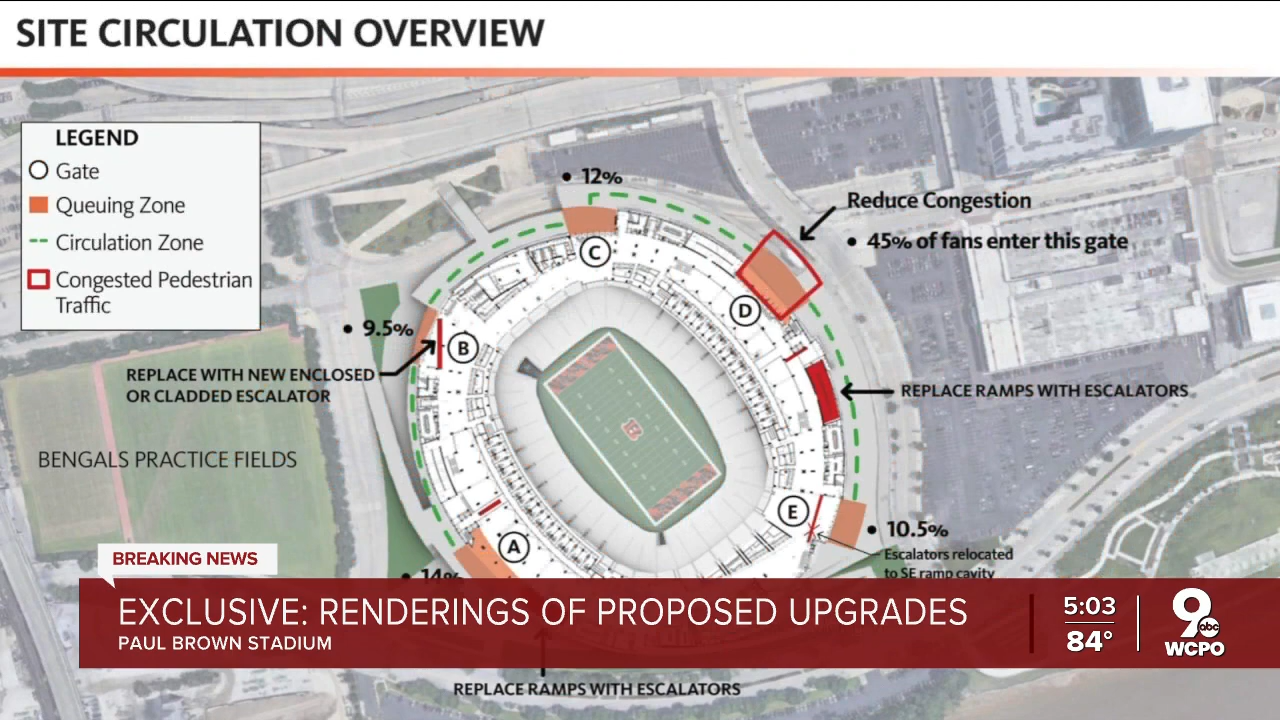 SITE CIRCULATION OVERVIEW
LEGEND
Gate
Queuing Zone
Circulation Zone
Congested Pedestrian
Traffic
• 12%
Reduce Congestion
• 45% of fans enter this gate
C
D
• 9.5%
B
REPLACE WITH NEW ENCLOSED
OR CLADDED ESCALATOR
REPLACE RAMPS WITH ESCALATORS
BENGALS PRACTICE FIELDS
E
• 10.5%
A
Escalators relocated
to SE ramp cavity
• 14%
BREAKING NEWS
EXCLUSIVE: RENDERINGS OF PROPOSED UPGRADES
PAUL BROWN STADIUM
5:03
84°
9
abc
WCPO
REPLACE RAMPS WITH ESCALATORS